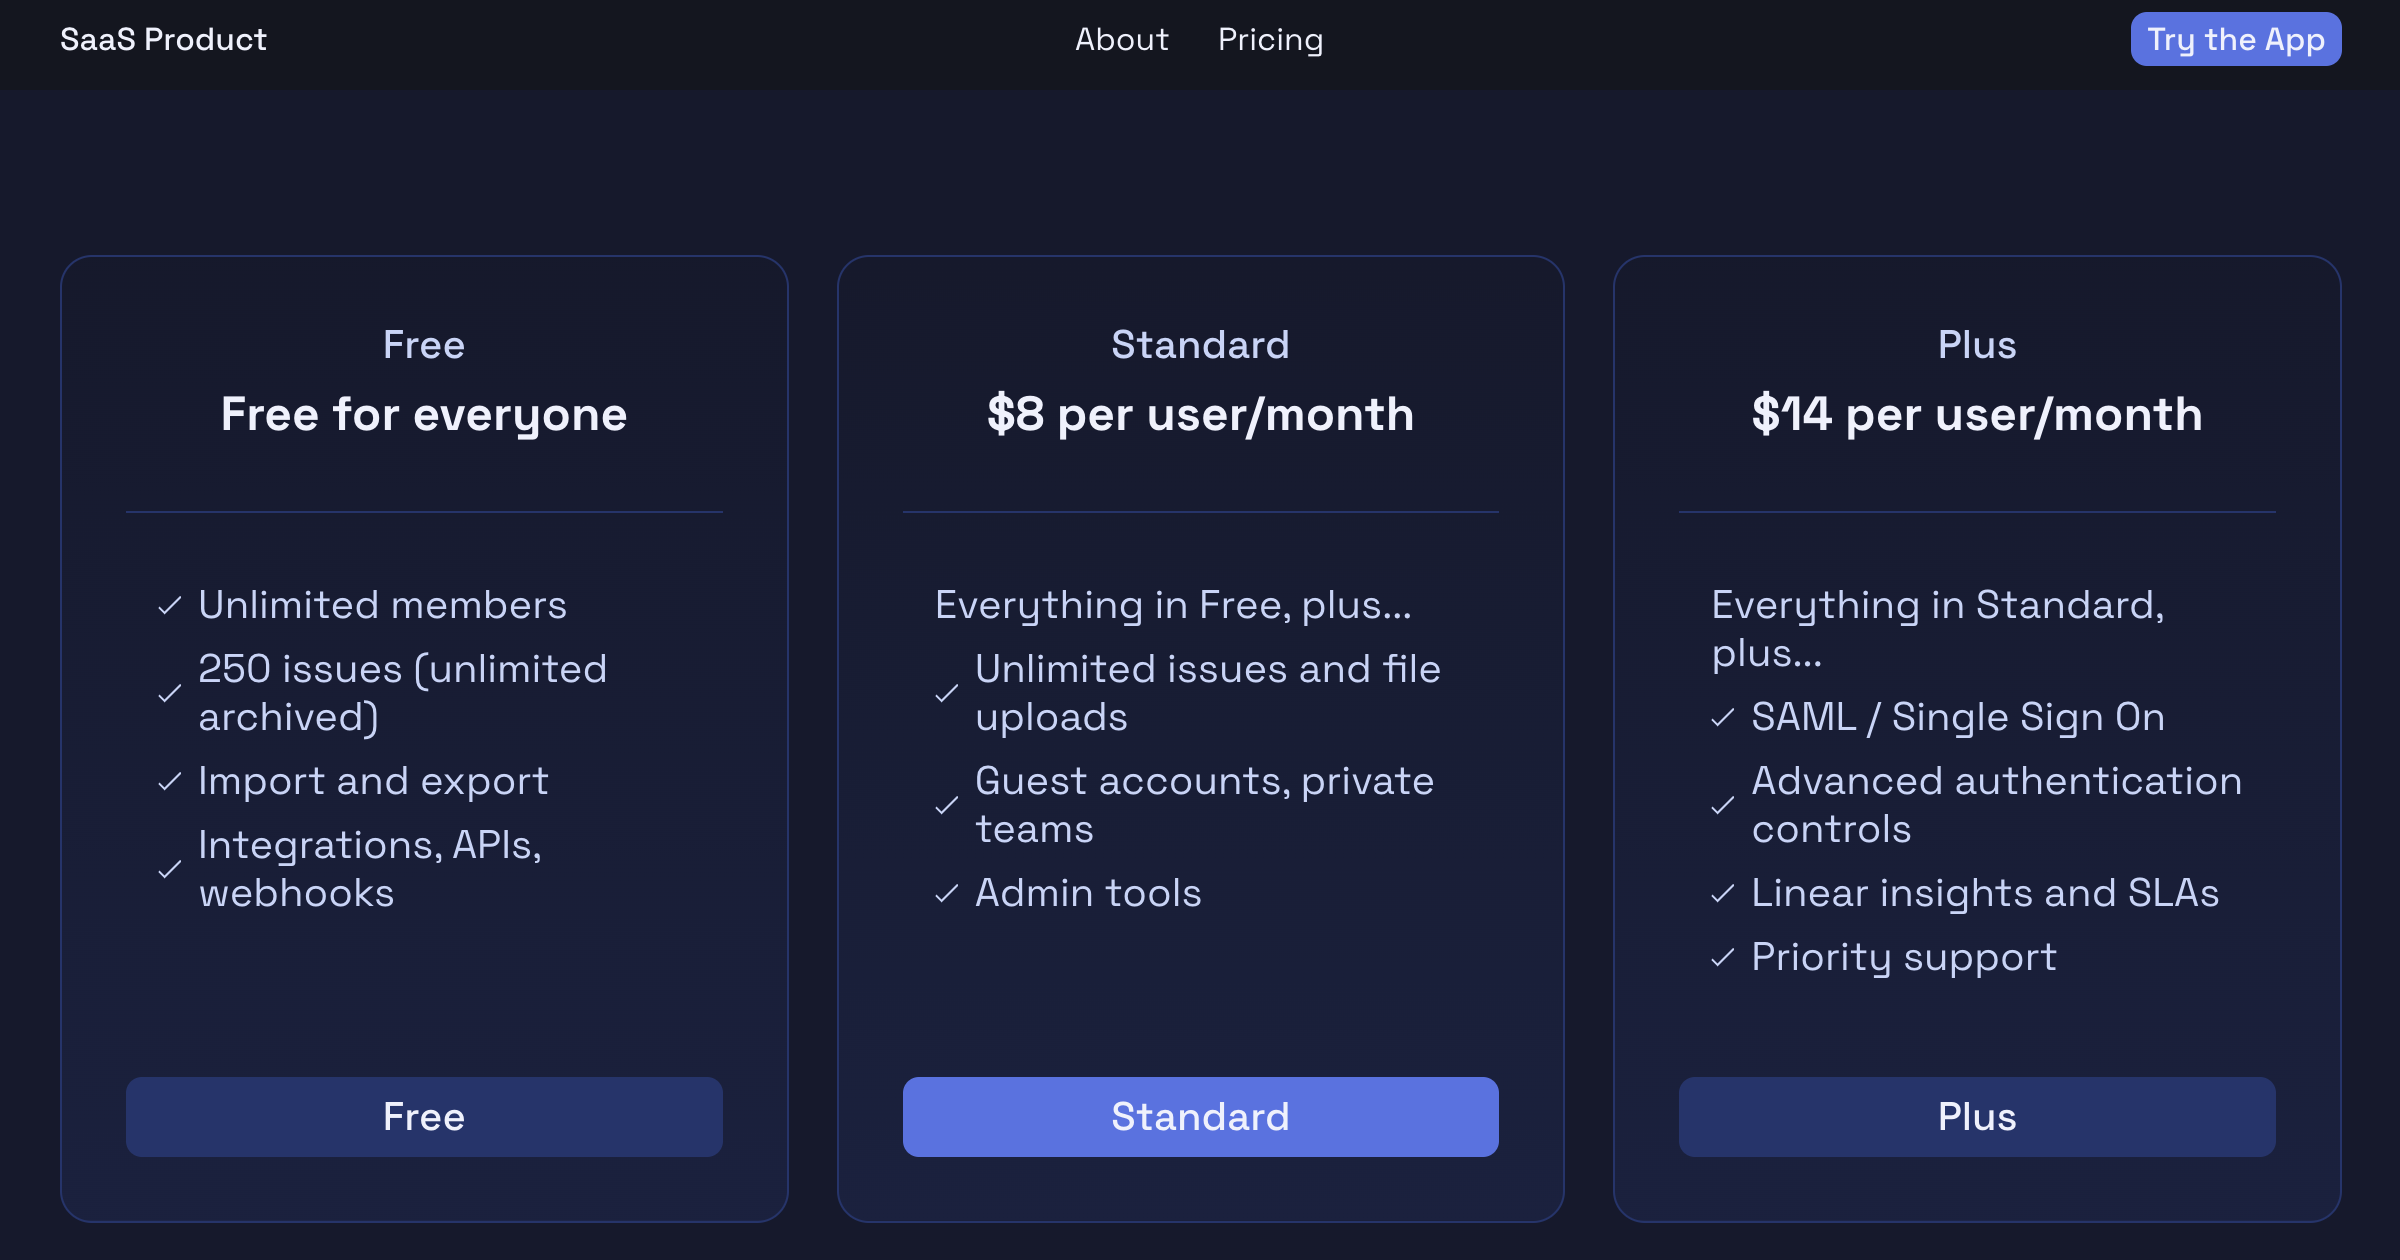 SaaS Product
About
Pricing
Try the App
Free
Free for everyone
Unlimited members
250 issues (unlimited
archived)
Import and export
Integrations, APIs,
webhooks
Free
Standard
$8 per user/month
Everything in Free, plus...
Unlimited issues and file
uploads
Guest accounts, private
teams
Admin tools
Standard
Plus
$14 per user/month
Everything in Standard,
plus...
SAML / Single Sign On
Advanced authentication
controls
Linear insights and SLAs
Priority support
Plus